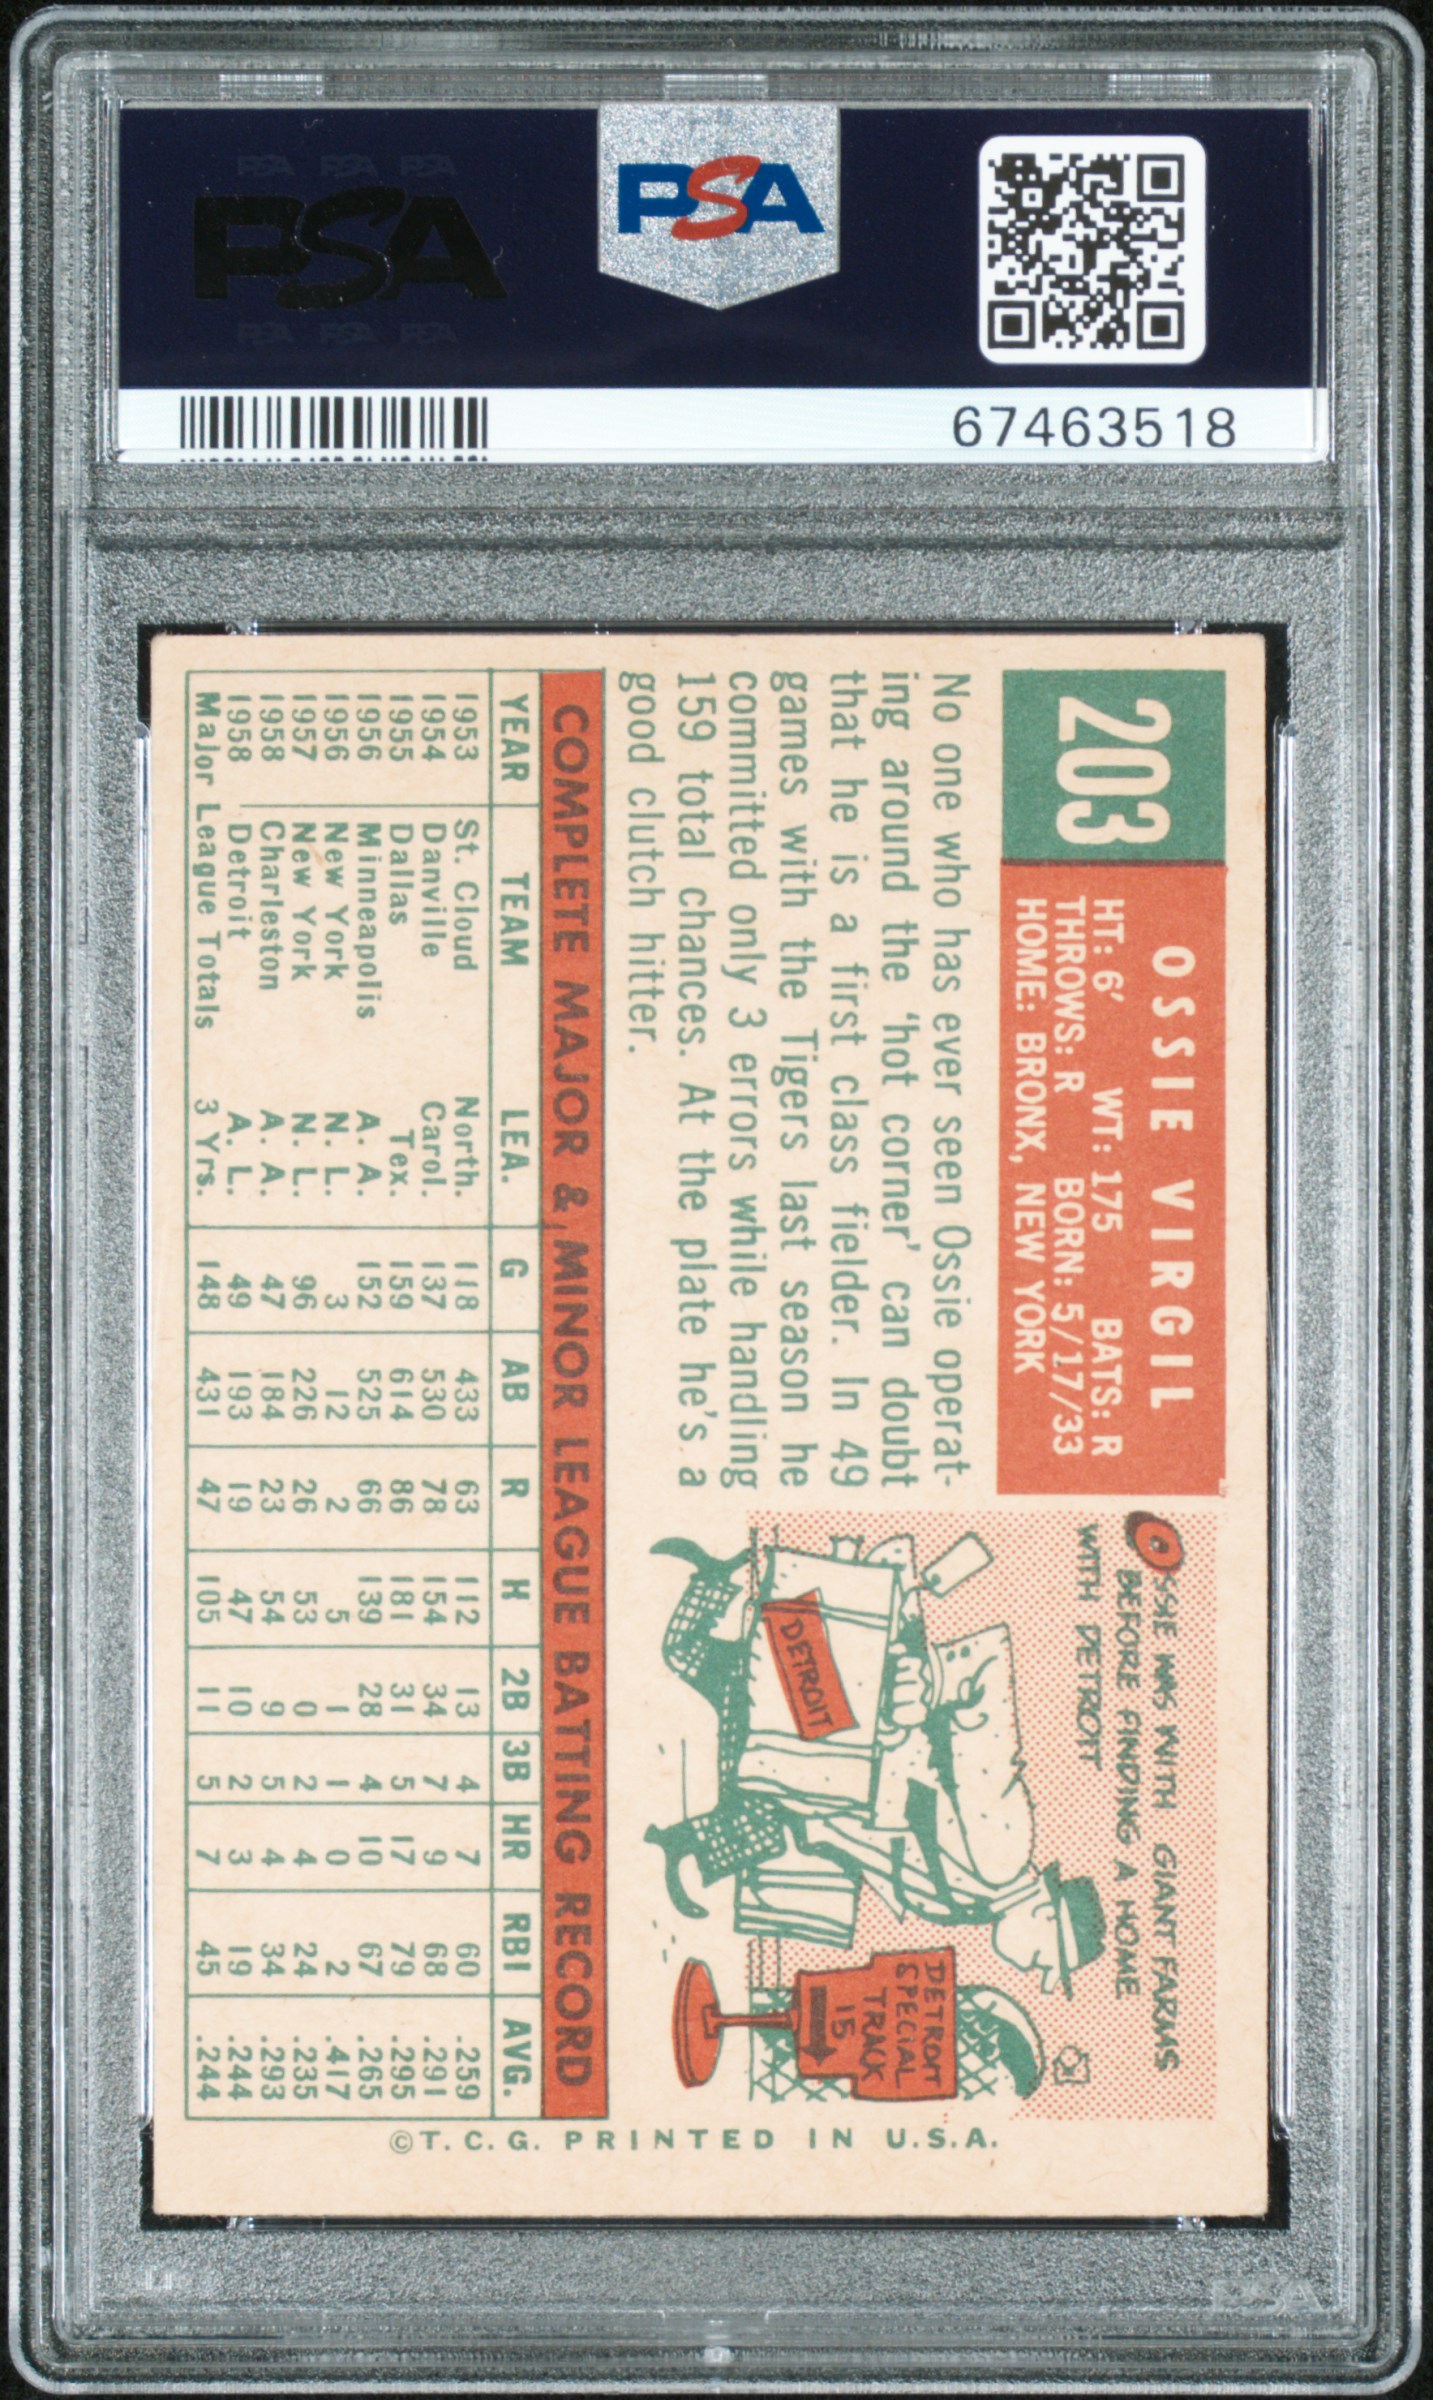 PSA PSA PSA
PSA
PSA PSA PSA
PSA
67463518
203
OSSIE VIRGIL
HT: 6' WT: 175 BATS: R
THROWS: R BORN: 5/17/33
HOME: BRONX, NEW YORK
No one who has ever seen Ossie operat-
ing around the 'hot corner' can doubt
that he is a first class fielder. In 49
games with the Tigers last season he
committed only 3 errors while handling
159 total chances. At the plate he's a
good clutch hitter.
OSSIE WAS WITH GIANT FARMS
BEFORE FINDING A HOME
WITH DETROIT
DETROIT
DETROIT
SPECIAL
TRACK
15
COMPLETE MAJOR & MINOR LEAGUE BATTING RECORD
YEAR TEAM LEA. G AB R H 2B 3B HR RBI AVG.
1953 St. Cloud North. 118 433 63 112 13 4 7 60 .259
1954 Danville Carol. 137 530 78 154 34 7 9 68 .291
1955 Dallas Tex. 159 614 86 181 31 5 17 79 .295
1956 Minneapolis A. A. 152 525 66 139 28 4 10 67 .265
1956 New York N. L. 3 12 2 5 1 1 0 2 .417
1957 New York N. L. 96 226 26 53 0 2 4 24 .235
1958 Charleston A. A. 47 184 23 54 9 5 4 34 .293
1958 Detroit A. L. 49 193 19 47 10 2 3 19 .244
Major League Totals 3 Yrs. 148 431 47 105 11 5 7 45 .244
©T. C. G. PRINTED IN U.S.A.
PSA